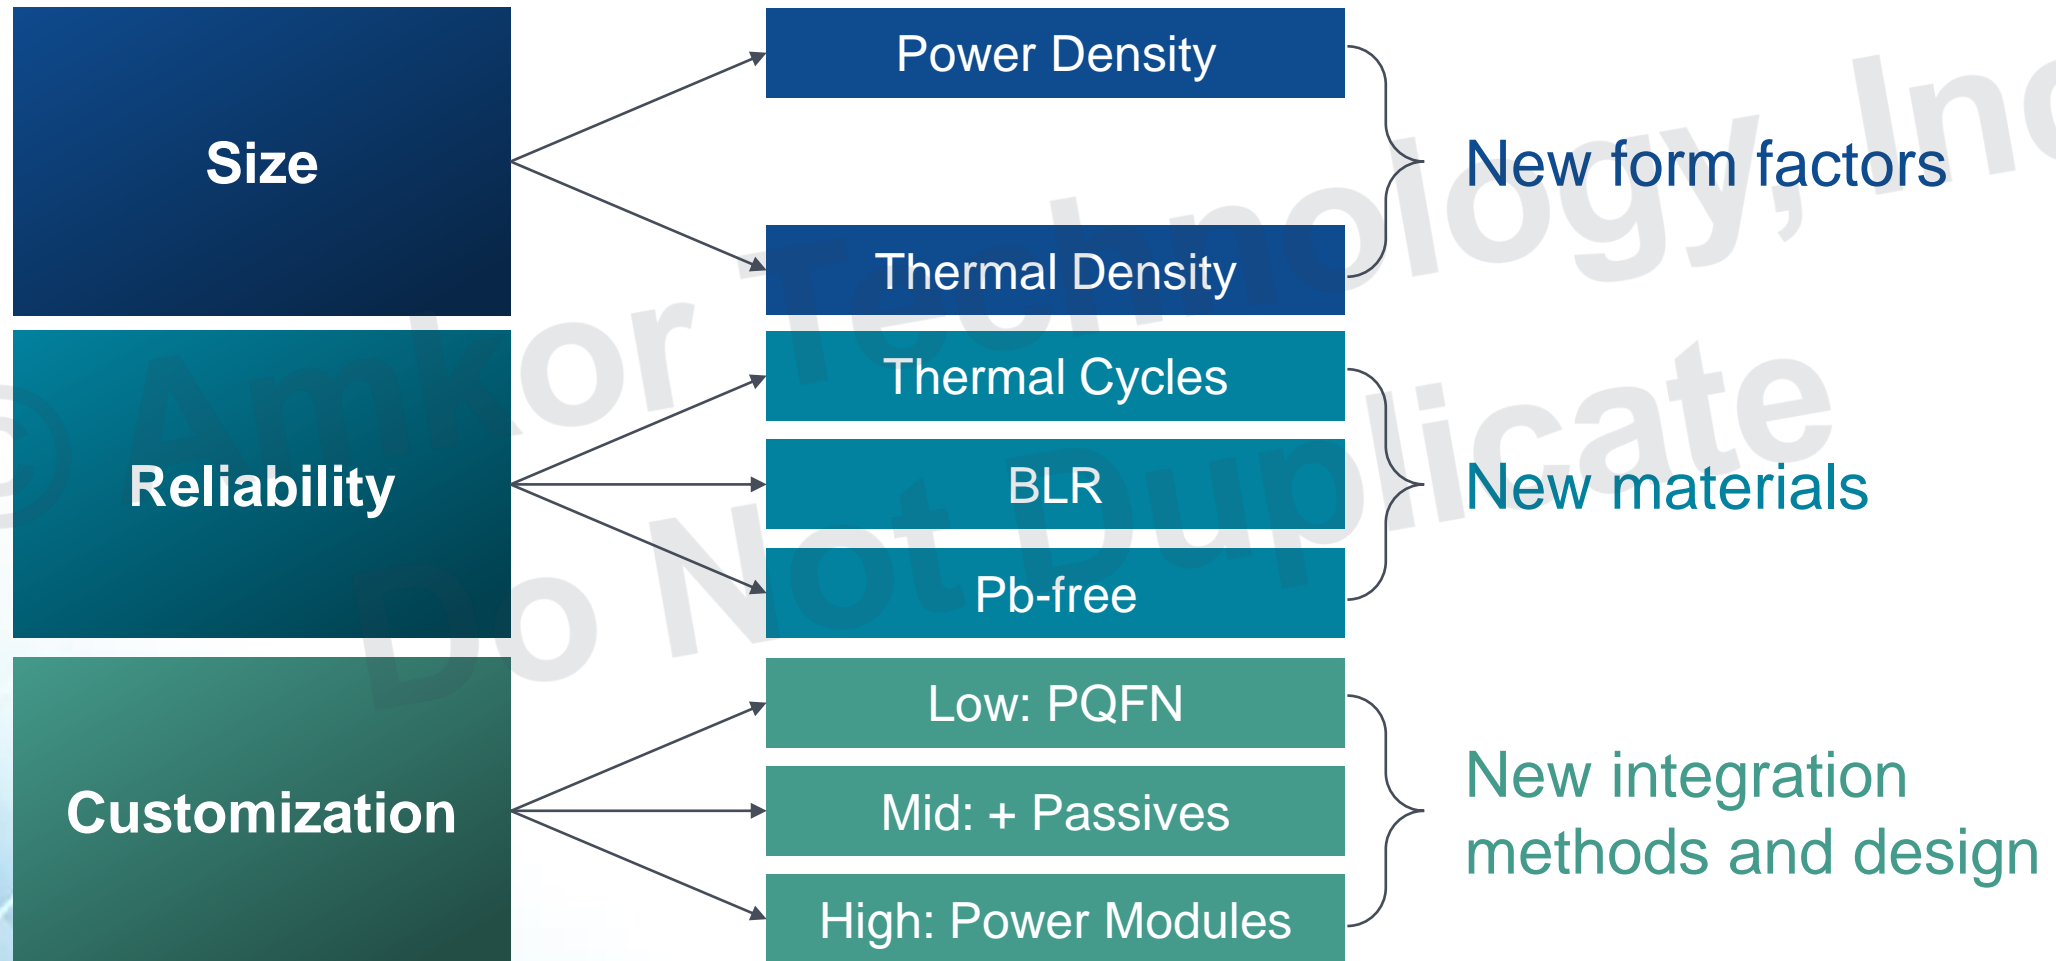 Size
Power Density
Thermal Density
New form factors
Reliability
Thermal Cycles
BLR
Pb-free
New materials
Customization
Low: PQFN
Mid: + Passives
High: Power Modules
New integration
methods and design
© Amkor Technology, Inc
Do Not Duplicate